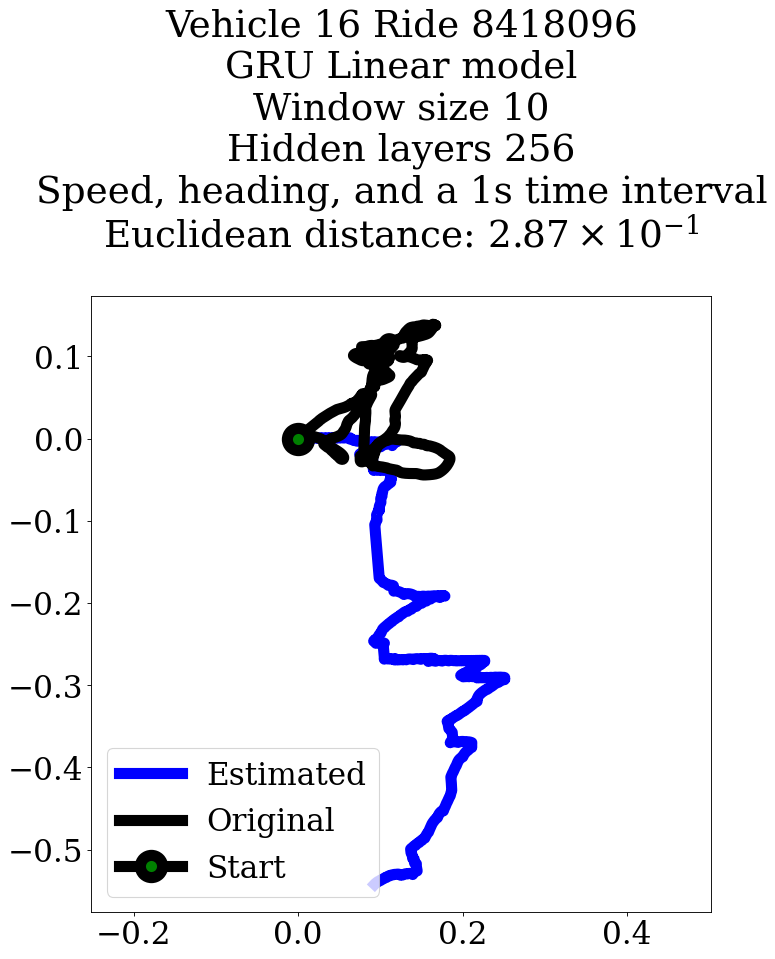 Vehicle 16 Ride 8418096
GRU Linear model
Window size 10
Hidden layers 256
Speed, heading, and a 1s time interval
Euclidean distance: 2.87 × 10⁻¹
0.1
0.0
−0.1
−0.2
−0.3
−0.4
−0.5
Estimated
Original
Start
−0.2 0.0 0.2 0.4